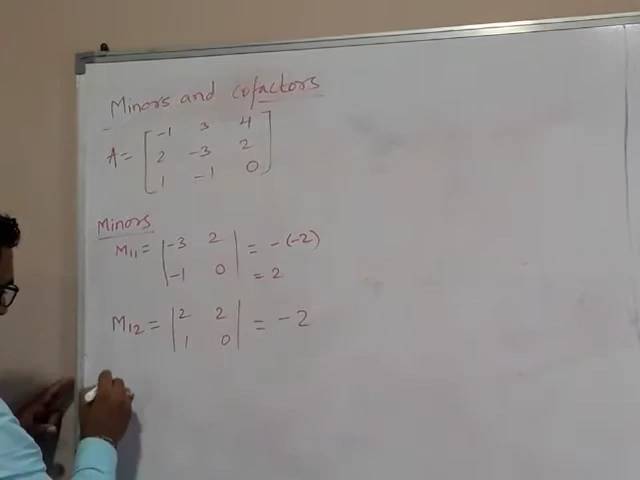 Minors and cofactors
A = [ -1 3 4
2 -3 2
1 -1 0 ]
Minors
M11 = | -3 2 | = -(-2)
| -1 0 | = 2
M12 = | 2 2 | = -2
| 1 0 |